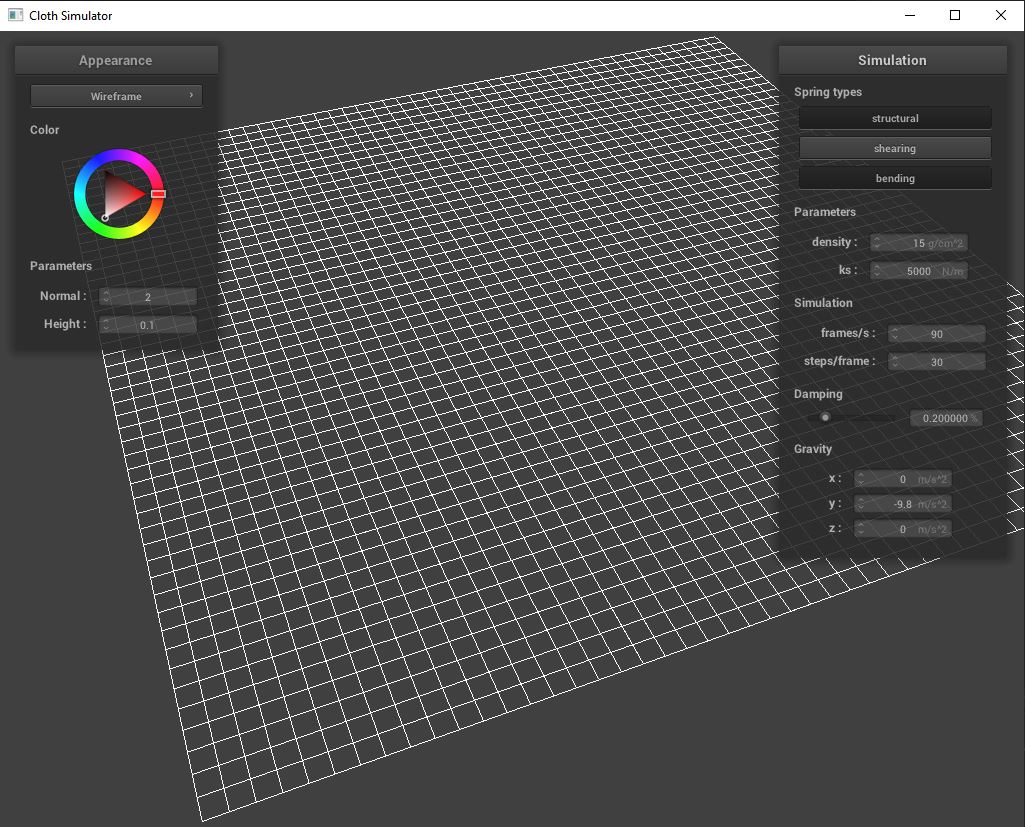 Cloth Simulator
Appearance
Wireframe
Color
Parameters
Normal : 2
Height : 0.1
Simulation
Spring types
structural
shearing
bending
Parameters
density : 15 g/cm^2
ks : 5000 N/m
Simulation
frames/s : 90
steps/frame : 30
Damping
0.200000 %
Gravity
x : 0 m/s^2
y : -9.8 m/s^2
z : 0 m/s^2